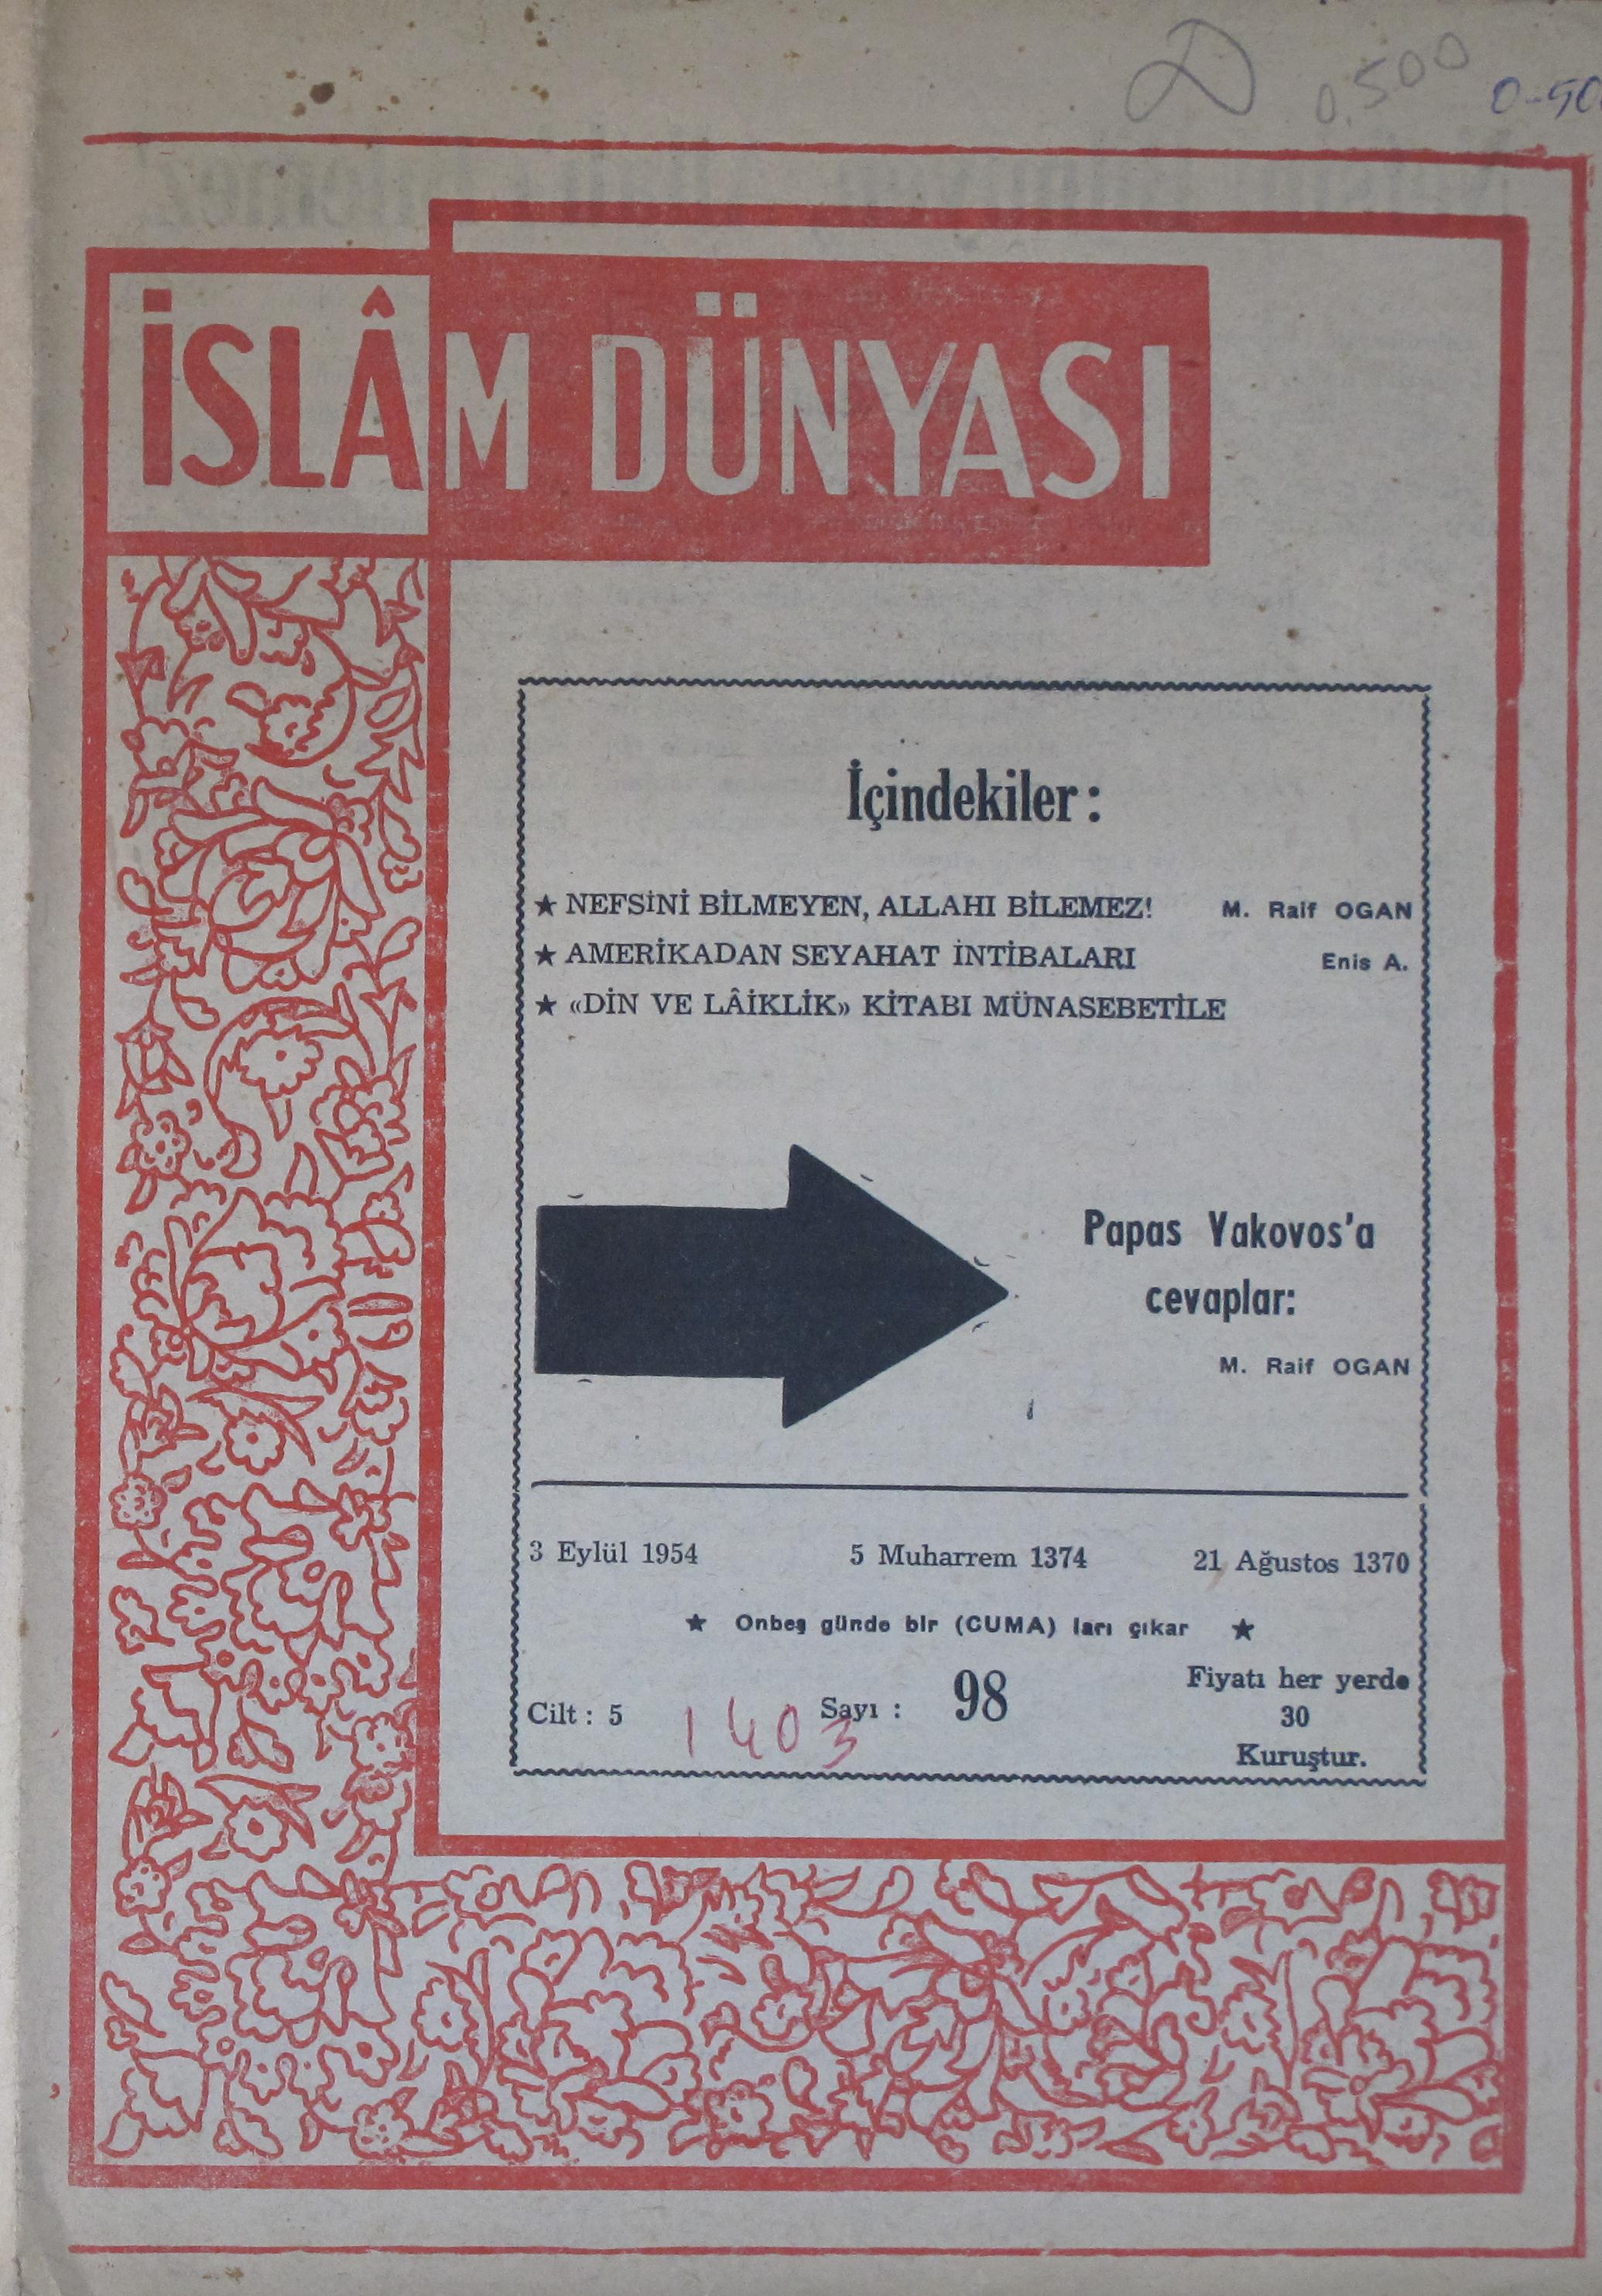 0.500
İSLÂM DÜNYASI
İçindekiler:
★ NEFSİNİ BİLMEYEN, ALLAHI BİLEMEZ! M. Raif OGAN
★ AMERİKADAN SEYAHAT İNTİBALARI Enis A.
★ «DİN VE LÂİKLİK» KİTABI MÜNASEBETİLE
Papas Yakovos'a
cevaplar:
M. Raif OGAN
3 Eylül 1954 5 Muharrem 1374 21 Ağustos 1370
★ Onbeş günde bir (CUMA) ları çıkar ★
Cilt: 5 Sayı: 98 Fiyatı her yerde
30
Kuruştur.
1403